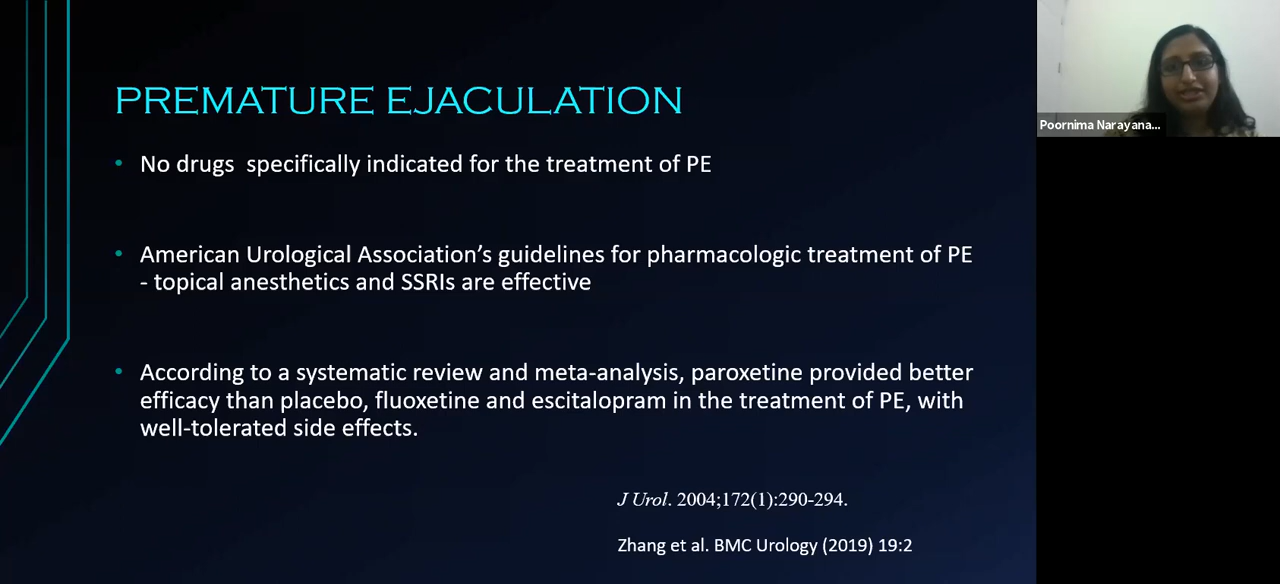 PREMATURE EJACULATION
• No drugs  specifically indicated for the treatment of PE
• American Urological Association’s guidelines for pharmacologic treatment of PE
- topical anesthetics and SSRIs are effective
• According to a systematic review and meta-analysis, paroxetine provided better
efficacy than placebo, fluoxetine and escitalopram in the treatment of PE, with
well-tolerated side effects.
J Urol. 2004;172(1):290-294.
Zhang et al. BMC Urology (2019) 19:2
Poornima Narayana...